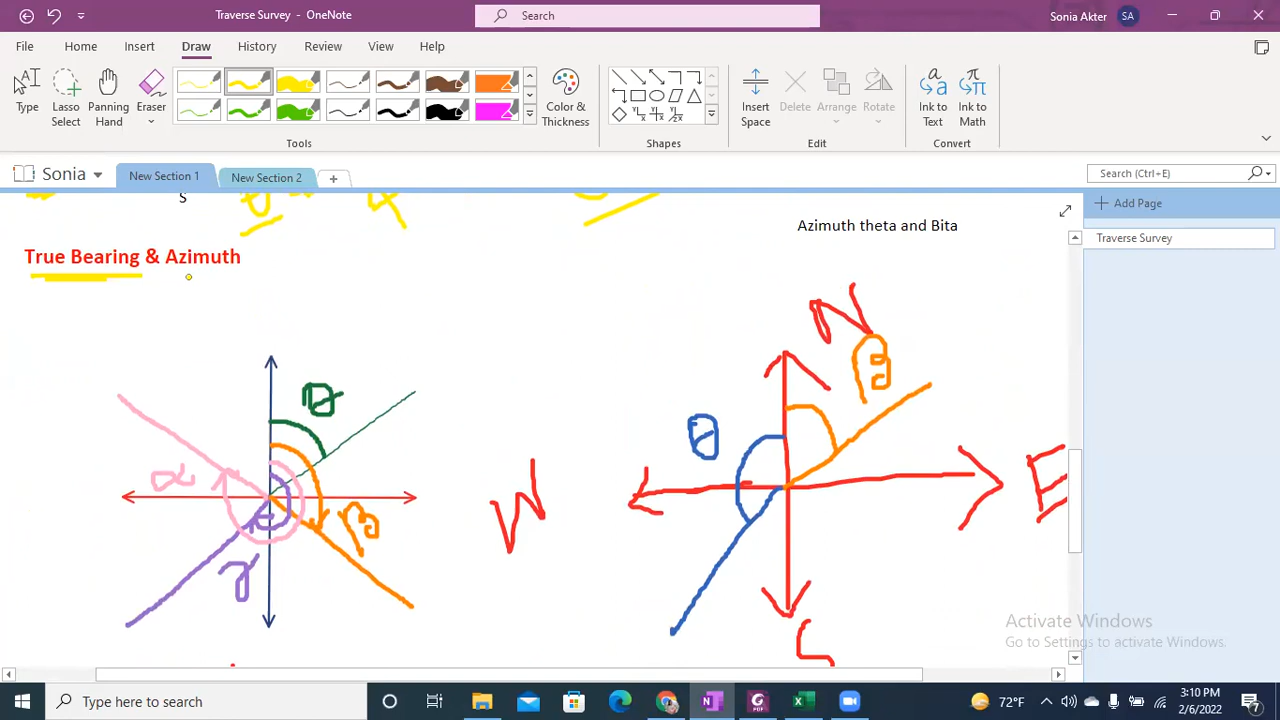 Traverse Survey - OneNote
Search
Sonia Akter
SA
File Home Insert Draw History Review View Help
Type
Lasso Select
Panning Hand
Eraser
Color & Thickness
Insert Space
Delete
Arrange
Rotate
Ink to Text
Ink to Math
Tools
Shapes
Edit
Convert
Sonia
New Section 1
New Section 2
Search (Ctrl+E)
Add Page
Traverse Survey
S
Azimuth theta and Bita
True Bearing & Azimuth
N
θ
β
θ
α
β
γ
W
E
S
Activate Windows
Go to Settings to activate Windows.
Type here to search
72°F
3:10 PM
2/6/2022